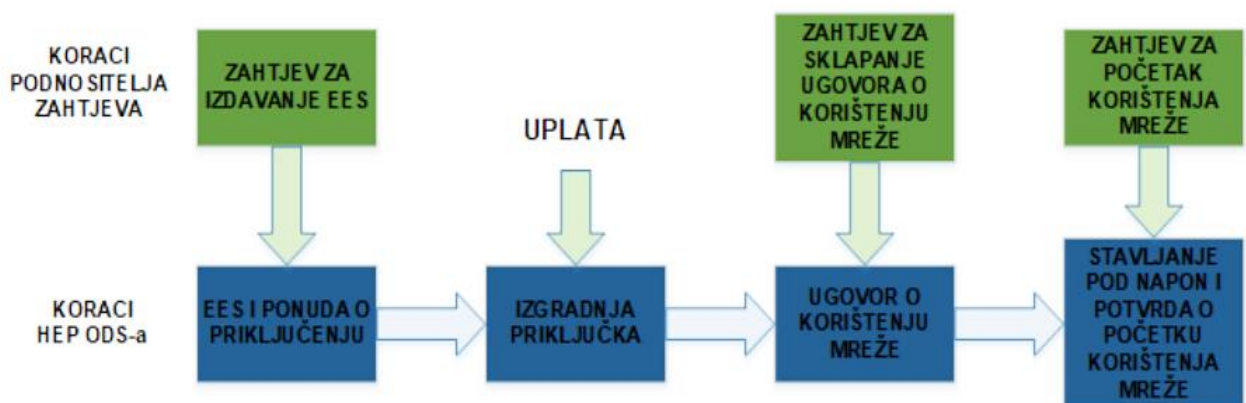 KORACI
PODNOSITELJA
ZAHTJEVA
ZAHTJEV ZA
IZDAVANJE EES
UPLATA
ZAHTJEV ZA
SKLAPANJE
UGOVORA O
KORIŠTENJU
MREŽE
ZAHTJEV ZA
POČETAK
KORIŠTENJA
MREŽE
KORACI
HEP ODS-a
EES I PONUDA O
PRIKLJUČENJU
IZGRADNJA
PRIKLJUČKA
UGOVOR O
KORIŠTENJU
MREŽE
STAVLJANJE
POD NAPON I
POTVRDA O
POČETKU
KORIŠTENJA
MREŽE